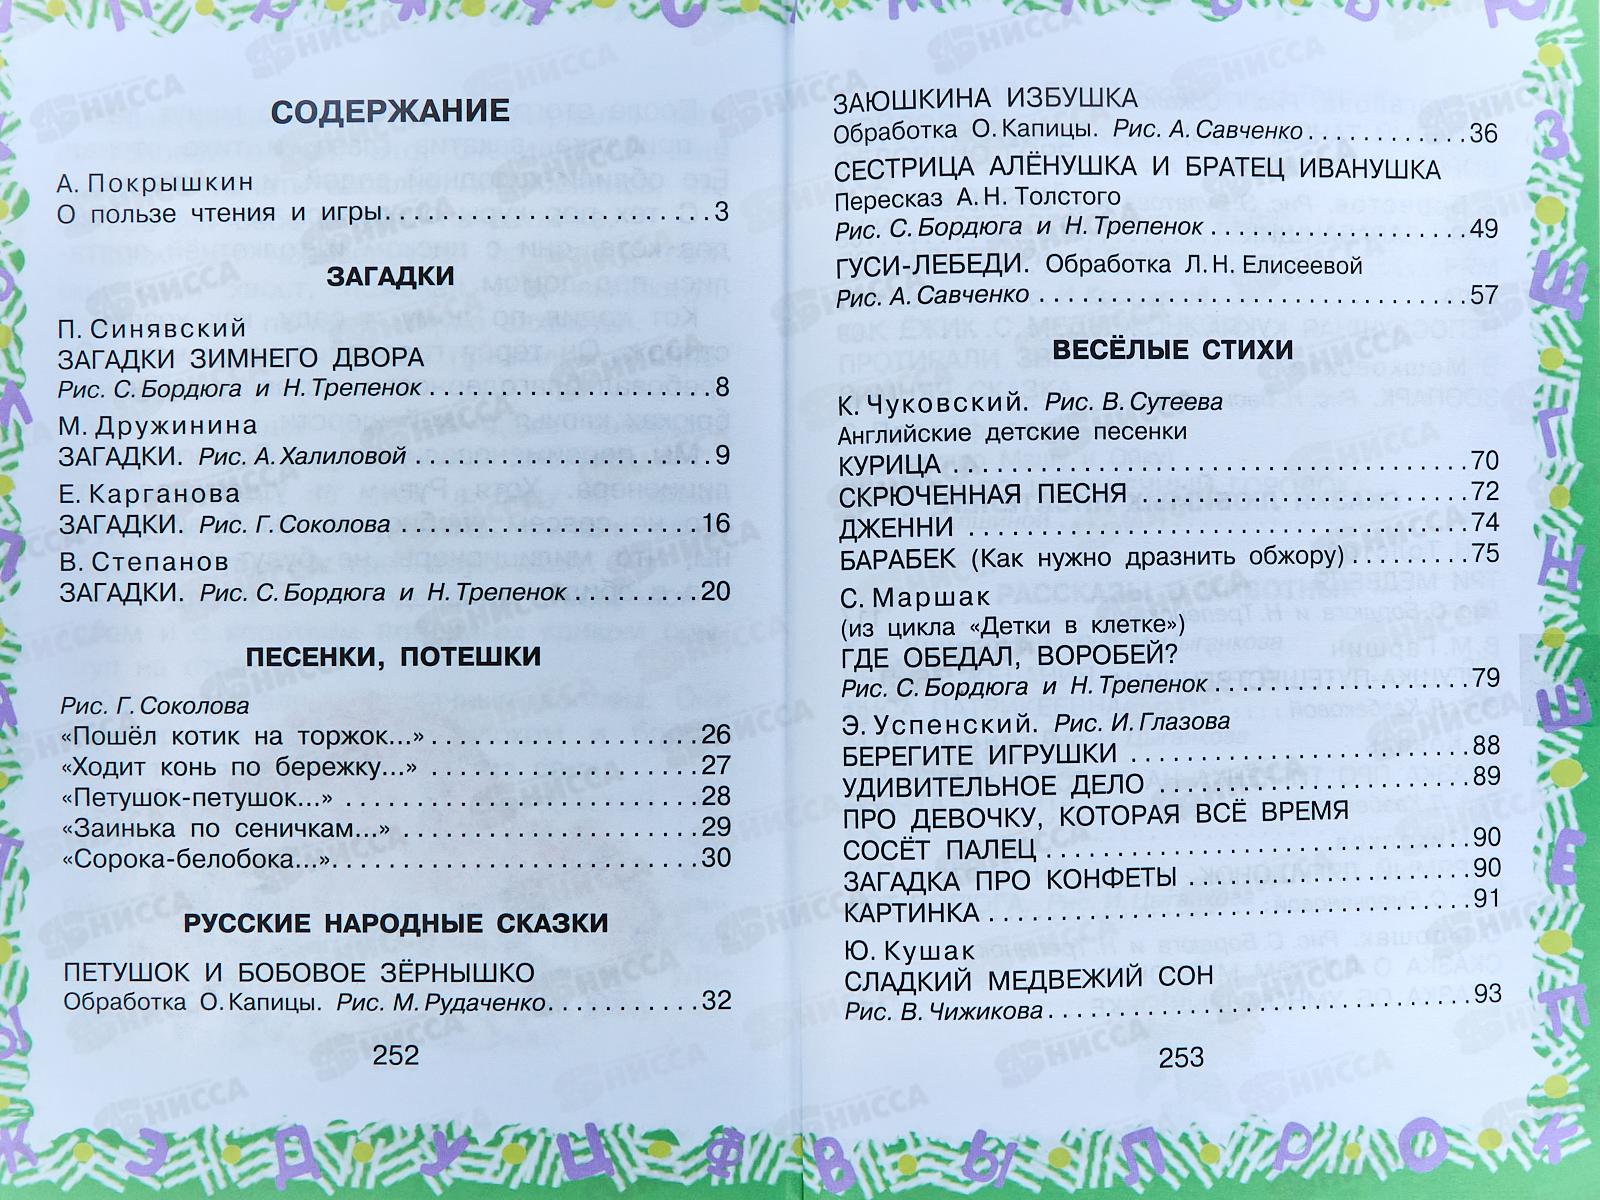 СОДЕРЖАНИЕ
А. Покрышкин
О пользе чтения и игры........................3
ЗАГАДКИ
П. Синявский
ЗАГАДКИ ЗИМНЕГО ДВОРА
Рис. С. Бордюга и Н. Трепенок.....................8
М. Дружинина
ЗАГАДКИ. Рис. А. Халиловой......................9
Е. Карганова
ЗАГАДКИ. Рис. Г. Соколова.......................16
В. Степанов
ЗАГАДКИ. Рис. С. Бордюга и Н. Трепенок.........20
ПЕСЕНКИ, ПОТЕШКИ
Рис. Г. Соколова
«Пошёл котик на торжок...»....................26
«Ходит конь по бережку...»....................27
«Петушок-петушок...»..........................28
«Заинька по сеничкам...»......................29
«Сорока-белобока...»..........................30
РУССКИЕ НАРОДНЫЕ СКАЗКИ
ПЕТУШОК И БОБОВОЕ ЗЁРНЫШКО
Обработка О. Капицы. Рис. М. Рудаченко...........32
252
ЗАЮШКИНА ИЗБУШКА
Обработка О. Капицы. Рис. А. Савченко............36
СЕСТРИЦА АЛЁНУШКА И БРАТЕЦ ИВАНУШКА
Пересказ А. Н. Толстого
Рис. С. Бордюга и Н. Трепенок...................49
ГУСИ-ЛЕБЕДИ. Обработка Л. Н. Елисеевой
Рис. А. Савченко................................57
ВЕСЁЛЫЕ СТИХИ
К. Чуковский. Рис. В. Сутеева
Английские детские песенки
КУРИЦА.....................................70
СКРЮЧЕННАЯ ПЕСНЯ........................72
ДЖЕННИ....................................74
БАРАБЕК (Как нужно дразнить обжору).........75
С. Маршак
(из цикла «Детки в клетке»)
ГДЕ ОБЕДАЛ, ВОРОБЕЙ?
Рис. С. Бордюга и Н. Трепенок...................79
Э. Успенский. Рис. И. Глазова
БЕРЕГИТЕ ИГРУШКИ.........................88
УДИВИТЕЛЬНОЕ ДЕЛО.......................89
ПРО ДЕВОЧКУ, КОТОРАЯ ВСЁ ВРЕМЯ
СОСЁТ ПАЛЕЦ..............................90
ЗАГАДКА ПРО КОНФЕТЫ.....................90
КАРТИНКА..................................91
Ю. Кушак
СЛАДКИЙ МЕДВЕЖИЙ СОН
Рис. В. Чижикова...............................93
253